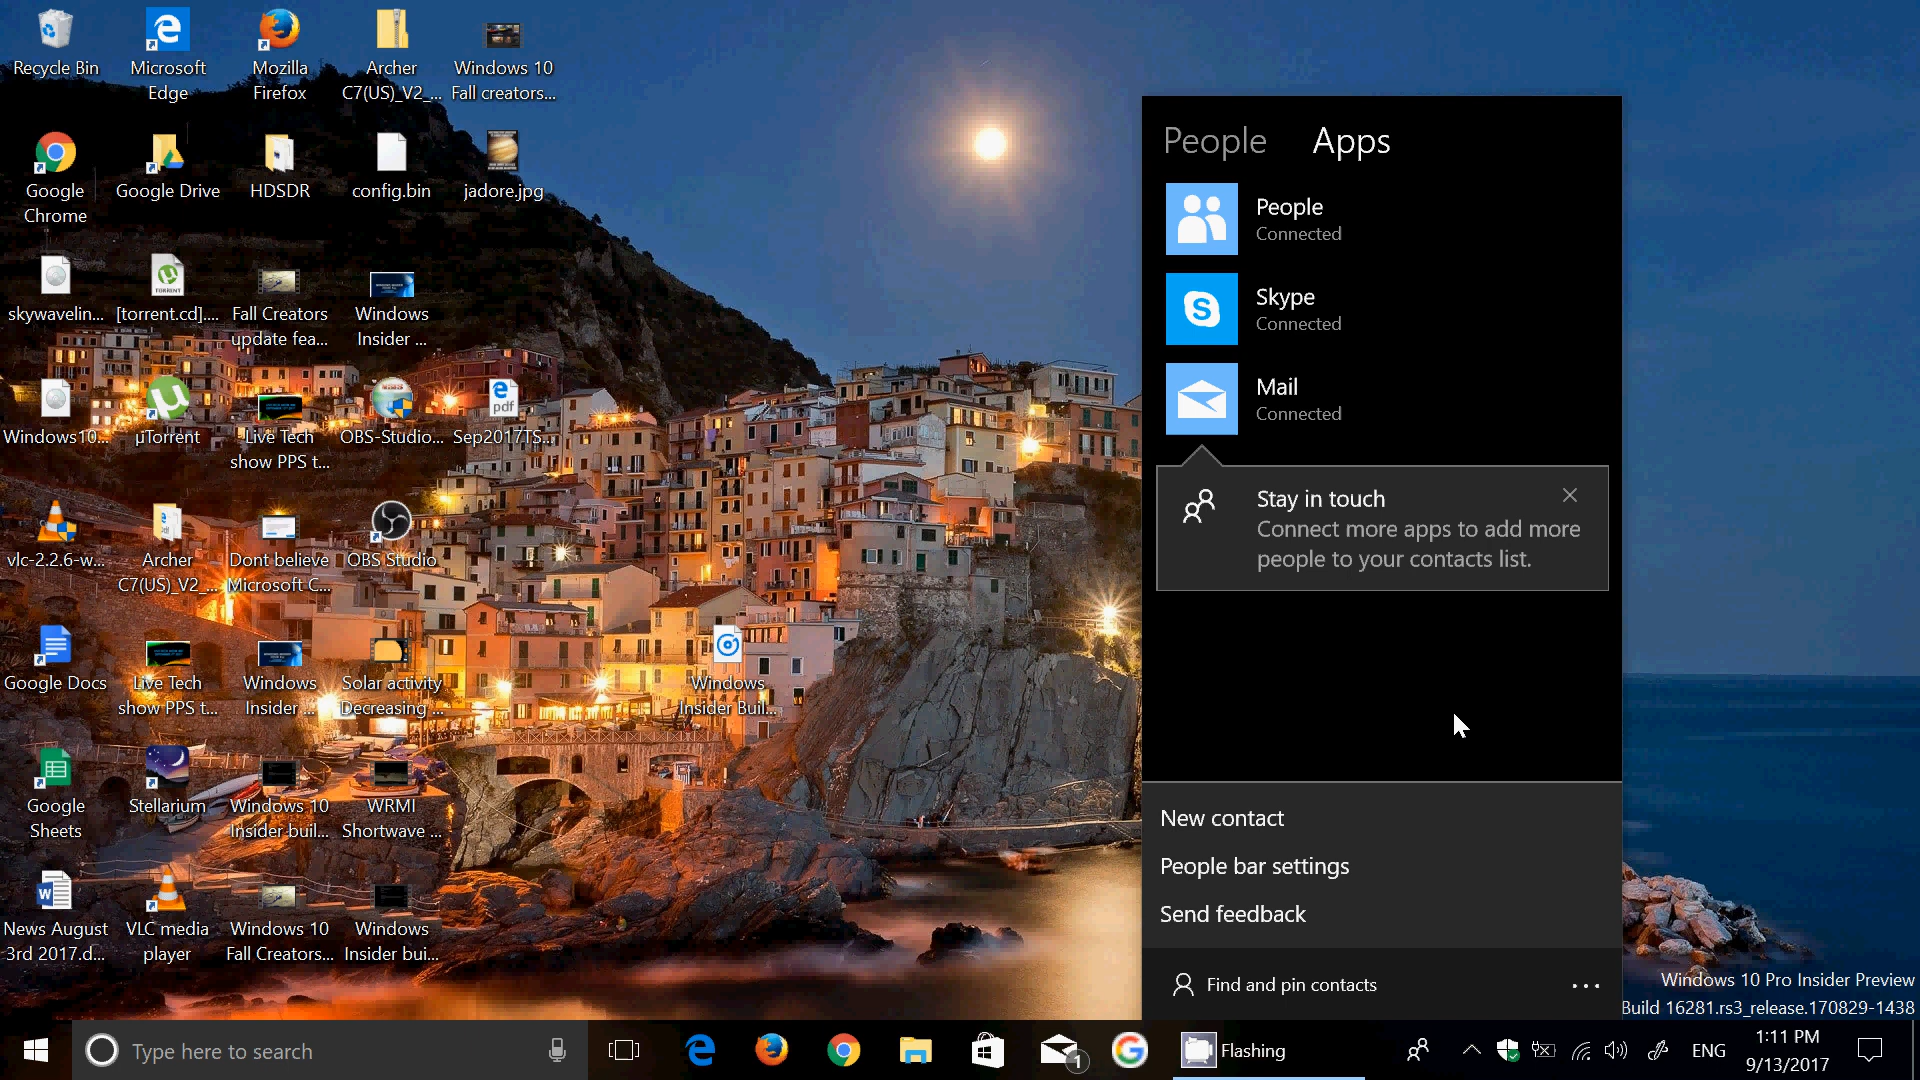 Recycle Bin
Microsoft
Edge
Mozilla
Firefox
Archer
C7(US)_V2_...
Windows 10
Fall creators...
Google
Chrome
Google Drive
HDSDR
config.bin
jadore.jpg
skywavelin...
[torrent.cd]....
TORRENT
Fall Creators
update fea...
Windows
Insider ...
Windows10...
µTorrent
Live Tech
show PPS t...
OBS-Studio...
pdf
Sep2017TS...
vlc-2.2.6-w...
Archer
C7(US)_V2_...
Dont believe
Microsoft C...
OBS Studio
Google Docs
Live Tech
show PPS t...
Windows
Insider ...
Solar activity
Decreasing ...
Windows
Insider Buil...
Google
Sheets
Stellarium
Windows 10
Insider buil...
WRMI
Shortwave ...
News August
3rd 2017.d...
VLC media
player
Windows 10
Fall Creators...
Windows
Insider bui...
People
Apps
People
Connected
Skype
Connected
Mail
Connected
Stay in touch
Connect more apps to add more
people to your contacts list.
New contact
People bar settings
Send feedback
Find and pin contacts
Windows 10 Pro Insider Preview
Build 16281.rs3_release.170829-1438
Type here to search
1
Flashing
ENG
1:11 PM
9/13/2017